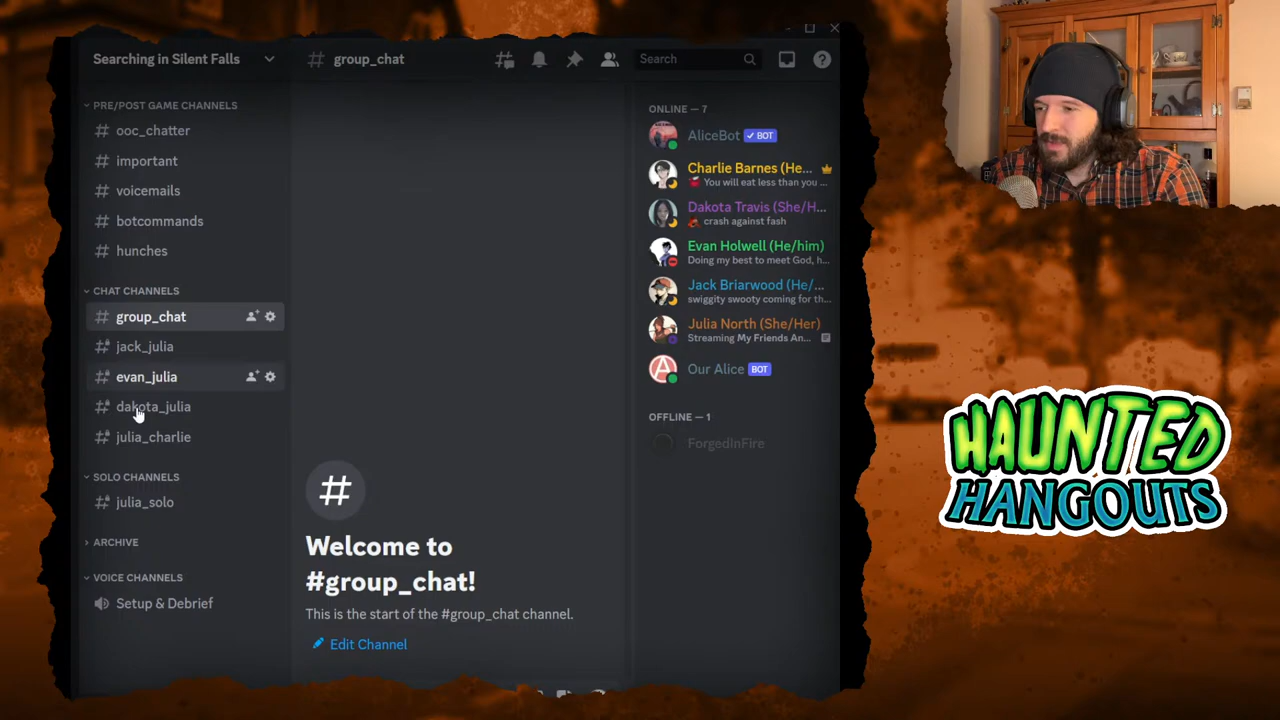 Searching in Silent Falls
PRE/POST GAME CHANNELS
ooc_chatter
important
voicemails
botcommands
hunches
CHAT CHANNELS
group_chat
jack_julia
evan_julia
dakota_julia
julia_charlie
SOLO CHANNELS
julia_solo
ARCHIVE
VOICE CHANNELS
Setup & Debrief
# group_chat
Search
#
Welcome to
#group_chat!
This is the start of the #group_chat channel.
Edit Channel
ONLINE — 7
AliceBot ✓ BOT
Charlie Barnes (He...
You will eat less than you ...
Dakota Travis (She/H...
crash against fash
Evan Holwell (He/him)
Doing my best to meet God, h...
Jack Briarwood (He/...
swiggity swooty coming for th...
Julia North (She/Her)
Streaming My Friends An...
Our Alice BOT
OFFLINE — 1
ForgedInFire
HAUNTED
HANGOUTS